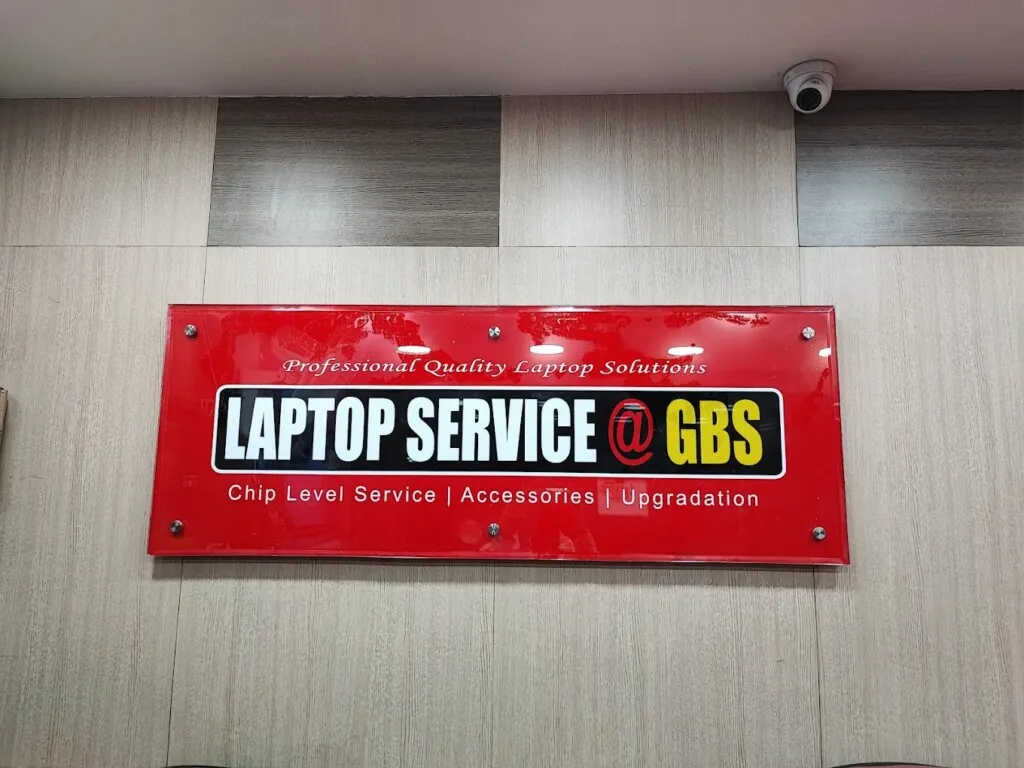 Professional Quality Laptop Solutions
LAPTOP SERVICE @ GBS
Chip Level Service | Accessories | Upgradation